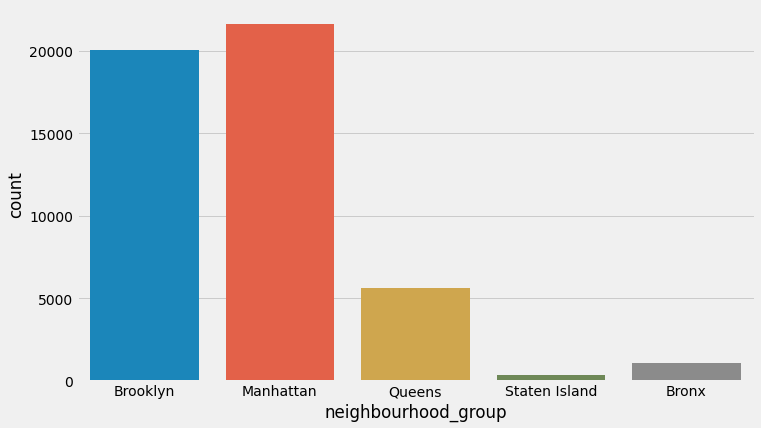 20000
15000
10000
5000
0
count
Brooklyn
Manhattan
Queens
Staten Island
Bronx
neighbourhood_group